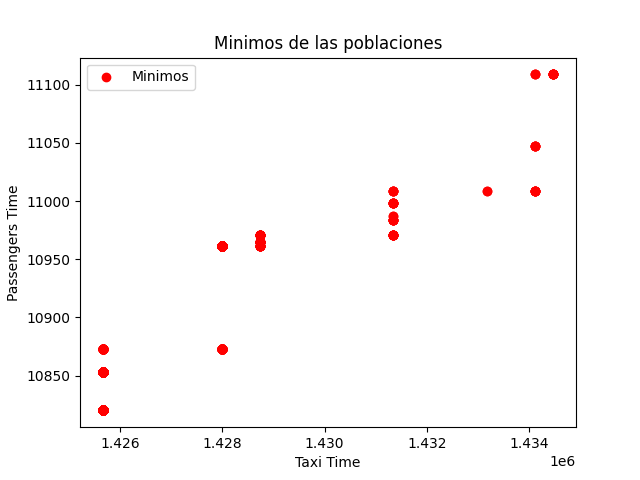 Minimos de las poblaciones
Minimos
Passengers Time
11100
11050
11000
10950
10900
10850
1.426 1.428 1.430 1.432 1.434
1e6
Taxi Time